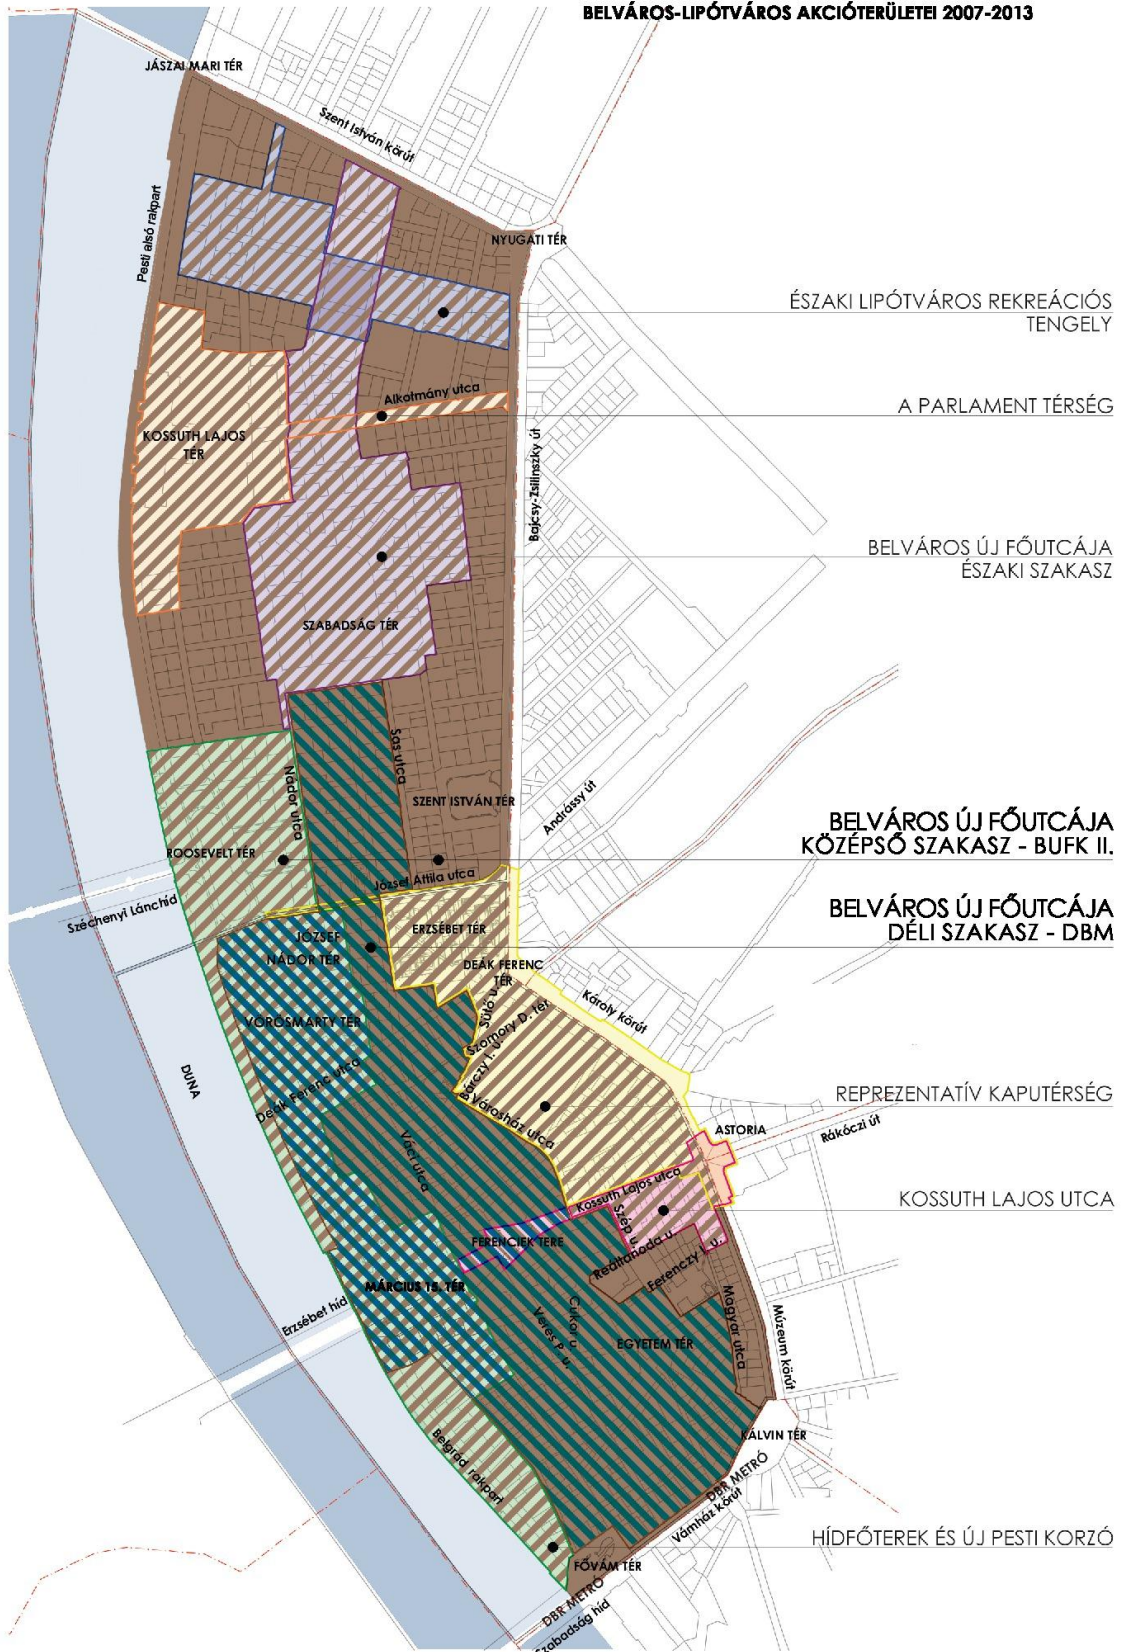 BELVÁROS-LIPÓTVÁROS AKCIÓTERÜLETEI 2007-2013
JÁSZAI MARI TÉR
Szent István körút
Pesti alsó rakpart
NYUGATI TÉR
ÉSZAKI LIPÓTVÁROS REKREÁCIÓS
TENGELY
Alkotmány utca
A PARLAMENT TÉRSÉG
KOSSUTH LAJOS
TÉR
Bajcsy-Zsilinszky út
BELVÁROS ÚJ FŐUTCÁJA
ÉSZAKI SZAKASZ
SZABADSÁG TÉR
Sas utca
Nádor utca
SZENT ISTVÁN TÉR
Andrássy út
BELVÁROS ÚJ FŐUTCÁJA
KÖZÉPSŐ SZAKASZ - BUFK II.
ROOSEVELT TÉR
József Attila utca
Széchenyi Lánchíd
BELVÁROS ÚJ FŐUTCÁJA
DÉLI SZAKASZ - DBM
ERZSÉBET TÉR
JÓZSEF
NÁDOR TÉR
DEÁK FERENC
TÉR
Károly körút
Sütő u.
Szomory D. tér
VÖRÖSMARTY TÉR
Bárczy I. u.
DUNA
Deák Ferenc utca
Városház utca
REPREZENTATÍV KAPUTÉRSÉG
ASTORIA
Rákóczi út
Váci utca
Kossuth Lajos utca
KOSSUTH LAJOS UTCA
Szép u.
FERENCIEK TERE
Reáltanoda u.
Ferenczy I. u.
MÁRCIUS 15. TÉR
Erzsébet híd
Cukor u.
Veres P. u.
EGYETEM TÉR
Magyar utca
Múzeum körút
KÁLVIN TÉR
Belgrád rakpart
DBR METRÓ
Vámház körút
HÍDFŐTEREK ÉS ÚJ PESTI KORZÓ
FŐVÁM TÉR
DBR METRÓ
Szabadság híd